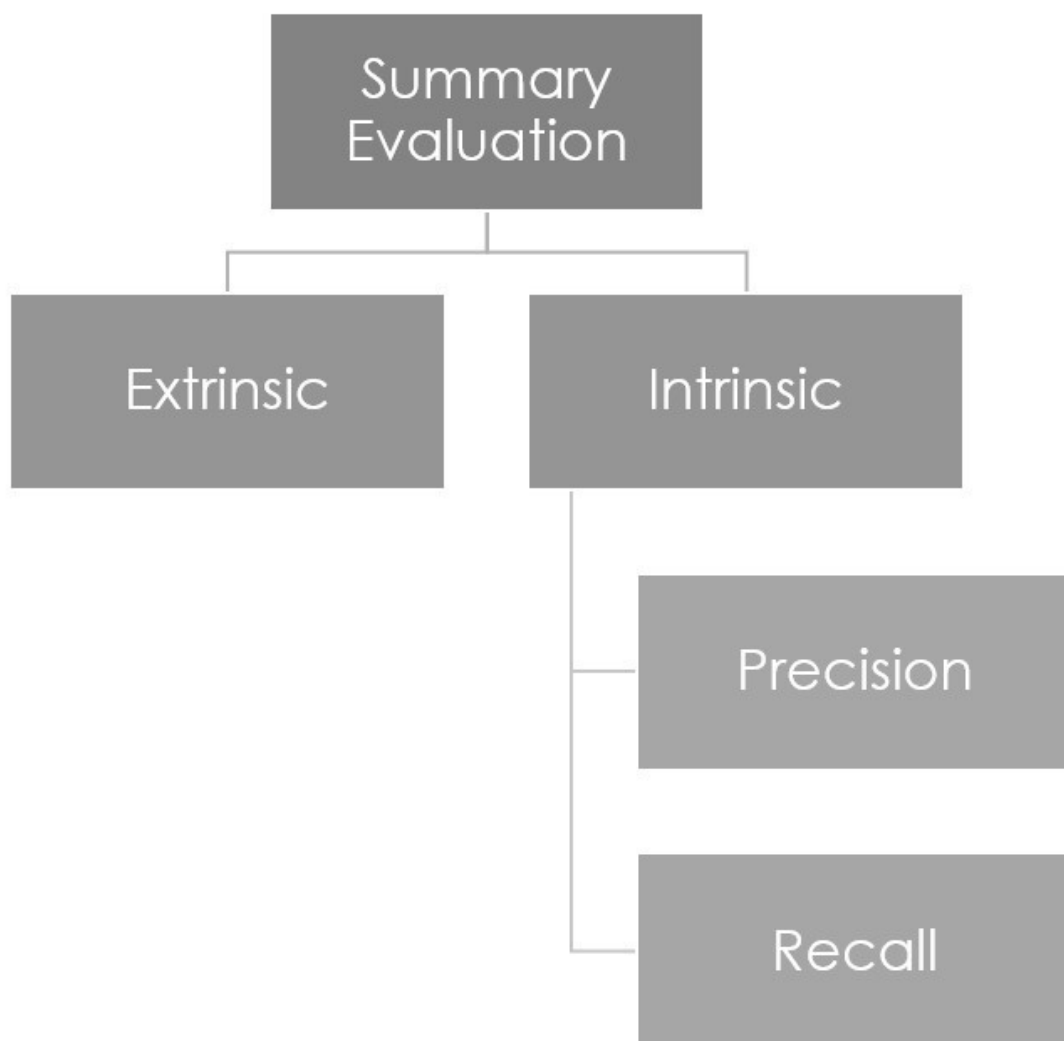 Summary
Evaluation
Extrinsic
Intrinsic
Precision
Recall